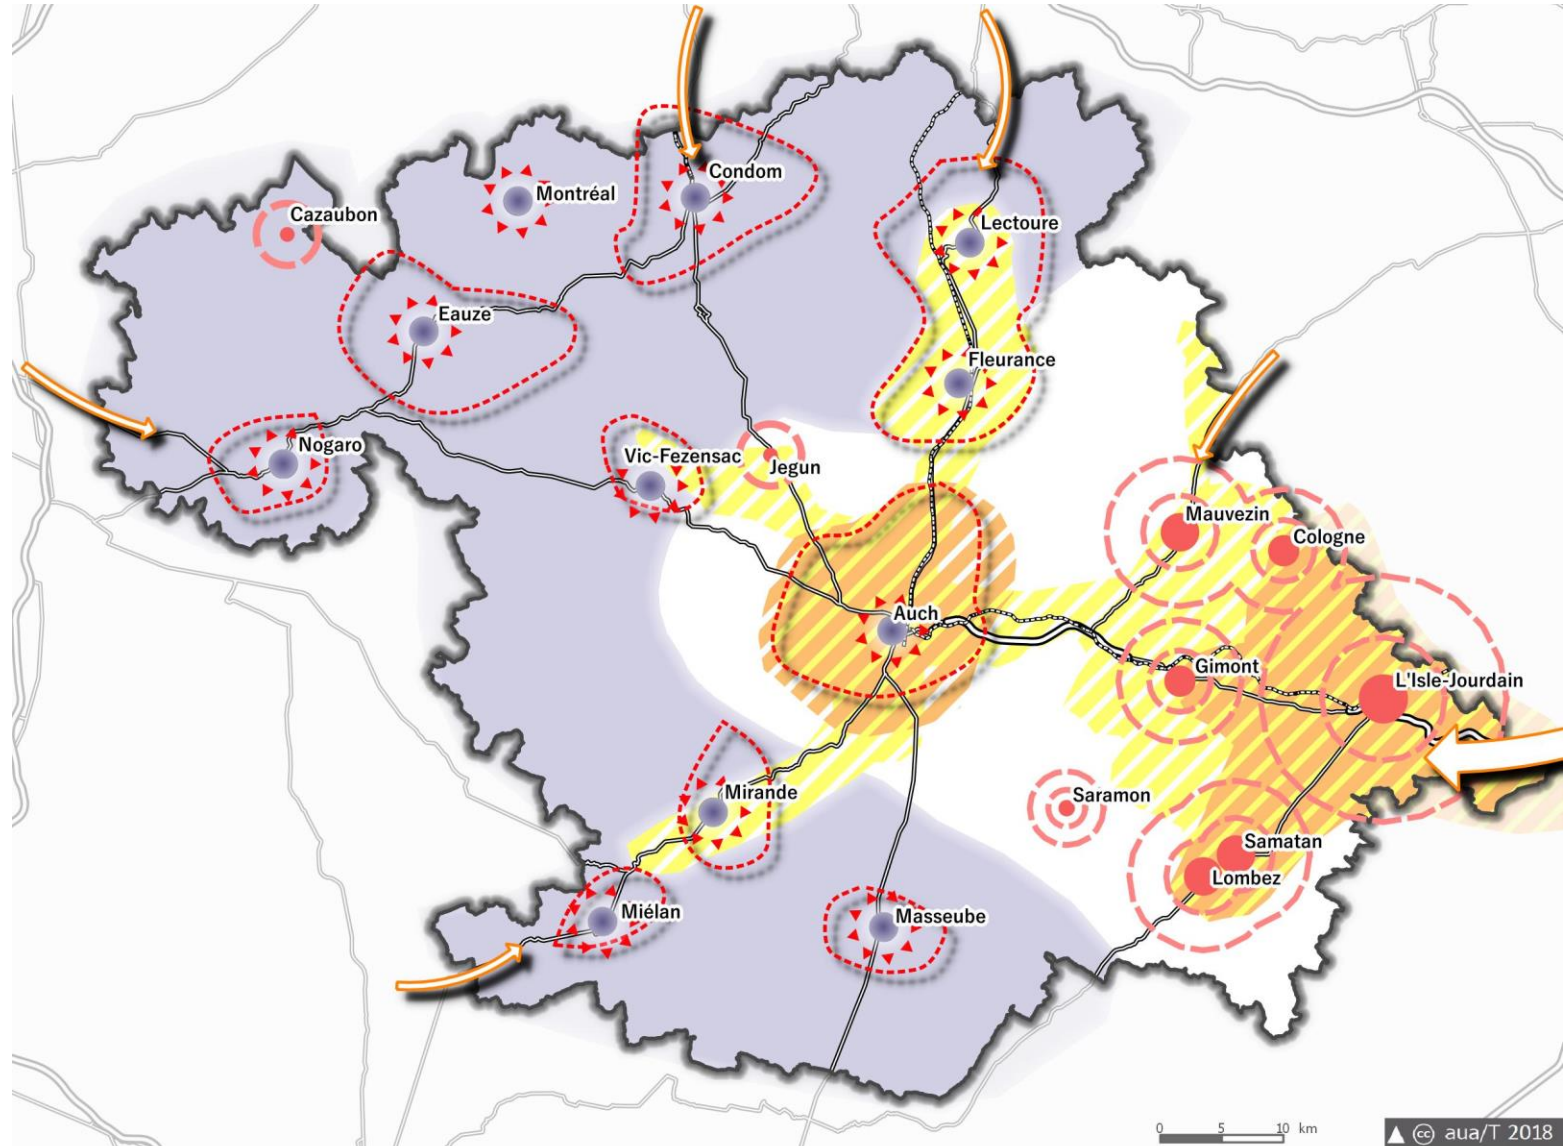 Condom
Montréal
Cazaubon
Lectoure
Eauze
Fleurance
Nogaro
Vic-Fezensac
Jegun
Mauvezin
Cologne
Auch
Gimont
L'Isle-Jourdain
Mirande
Saramon
Samatan
Lombez
Miélan
Masseube
0 5 10 km
cc aua/T 2018